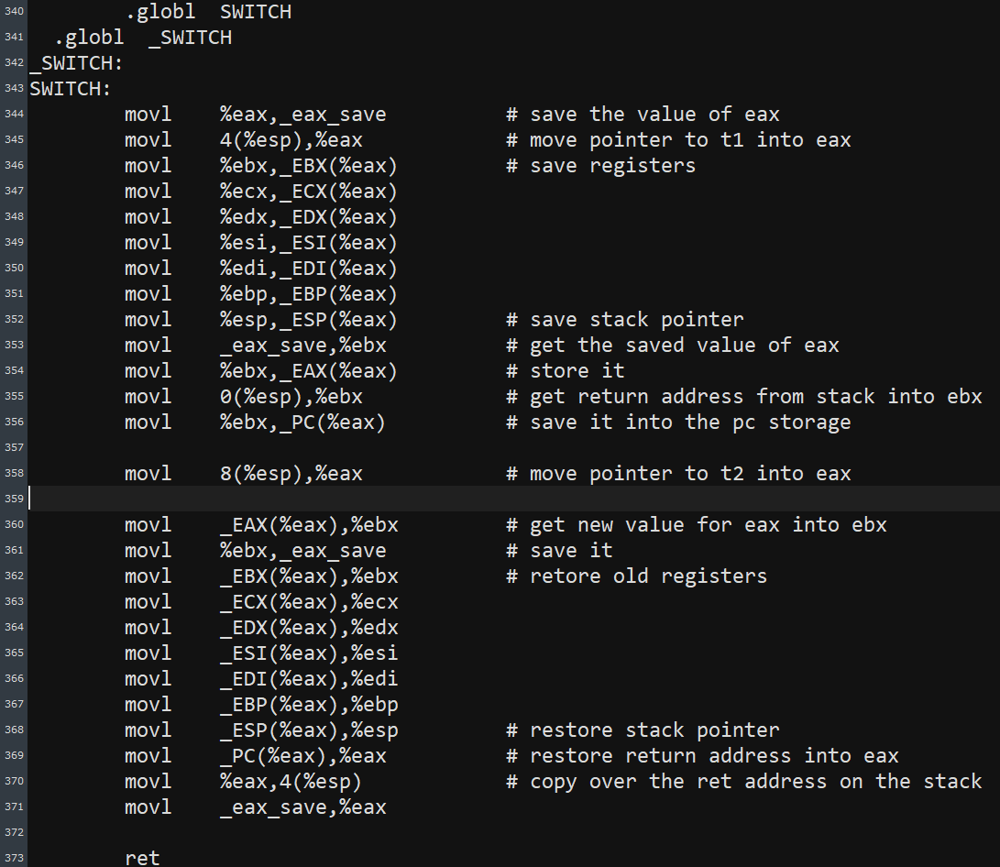 340         .globl  SWITCH
341   .globl  _SWITCH
342 _SWITCH:
343 SWITCH:
344         movl    %eax,_eax_save          # save the value of eax
345         movl    4(%esp),%eax            # move pointer to t1 into eax
346         movl    %ebx,_EBX(%eax)         # save registers
347         movl    %ecx,_ECX(%eax)
348         movl    %edx,_EDX(%eax)
349         movl    %esi,_ESI(%eax)
350         movl    %edi,_EDI(%eax)
351         movl    %ebp,_EBP(%eax)
352         movl    %esp,_ESP(%eax)         # save stack pointer
353         movl    _eax_save,%ebx          # get the saved value of eax
354         movl    %ebx,_EAX(%eax)         # store it
355         movl    0(%esp),%ebx            # get return address from stack into ebx
356         movl    %ebx,_PC(%eax)          # save it into the pc storage
357
358         movl    8(%esp),%eax            # move pointer to t2 into eax
359
360         movl    _EAX(%eax),%ebx         # get new value for eax into ebx
361         movl    %ebx,_eax_save          # save it
362         movl    _EBX(%eax),%ebx         # retore old registers
363         movl    _ECX(%eax),%ecx
364         movl    _EDX(%eax),%edx
365         movl    _ESI(%eax),%esi
366         movl    _EDI(%eax),%edi
367         movl    _EBP(%eax),%ebp
368         movl    _ESP(%eax),%esp         # restore stack pointer
369         movl    _PC(%eax),%eax          # restore return address into eax
370         movl    %eax,4(%esp)            # copy over the ret address on the stack
371         movl    _eax_save,%eax
372
373         ret